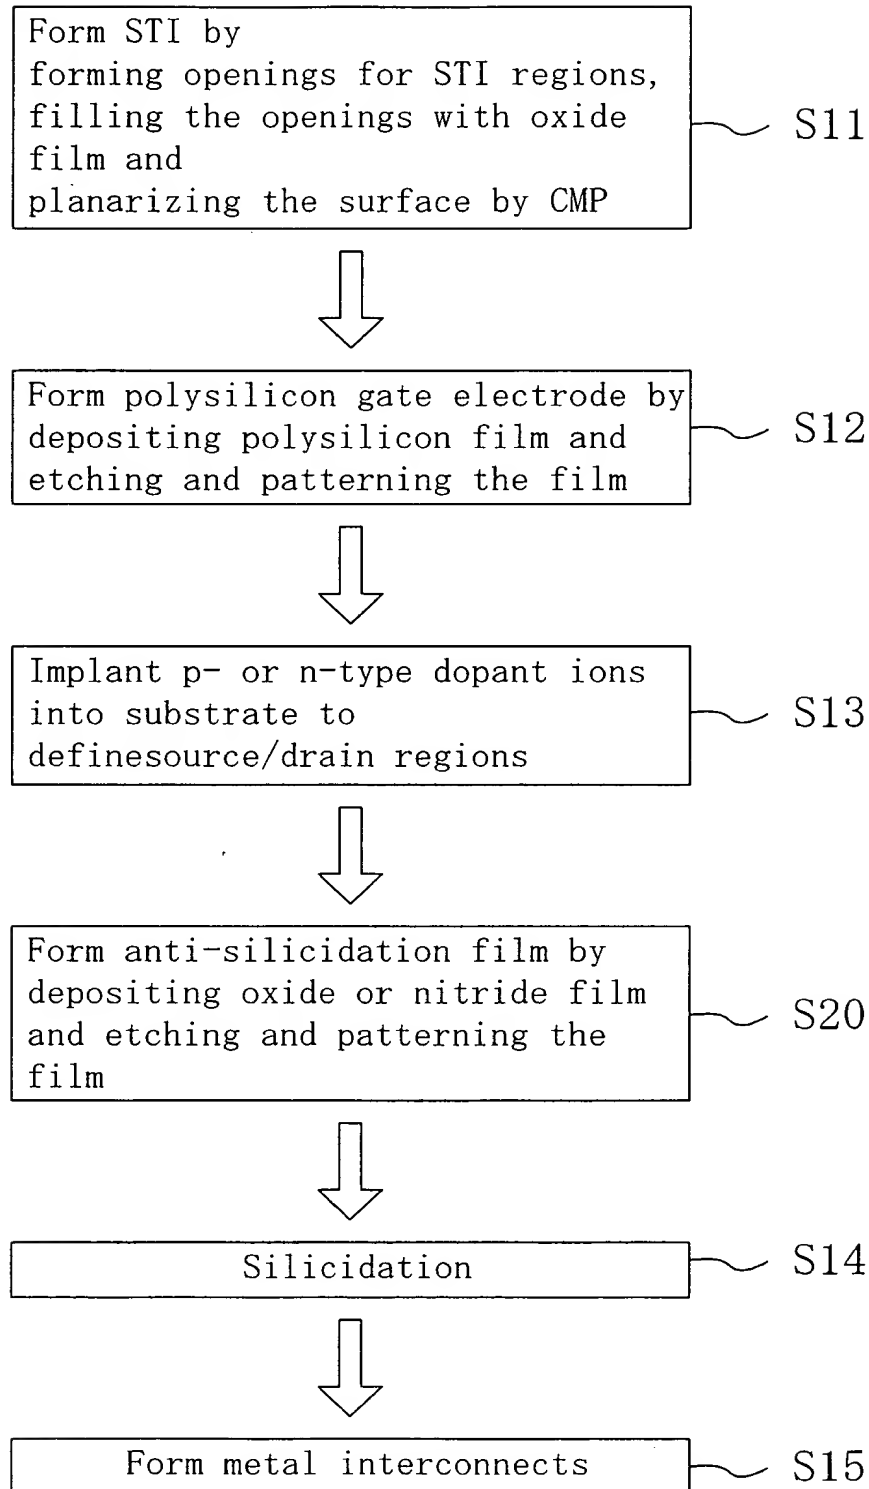 Form STI by
forming openings for STI regions,
filling the openings with oxide
film and
planarizing the surface by CMP
S11
Form polysilicon gate electrode by
depositing polysilicon film and
etching and patterning the film
S12
Implant p- or n-type dopant ions
into substrate to
definesource/drain regions
S13
Form anti-silicidation film by
depositing oxide or nitride film
and etching and patterning the
film
S20
Silicidation
S14
Form metal interconnects
S15